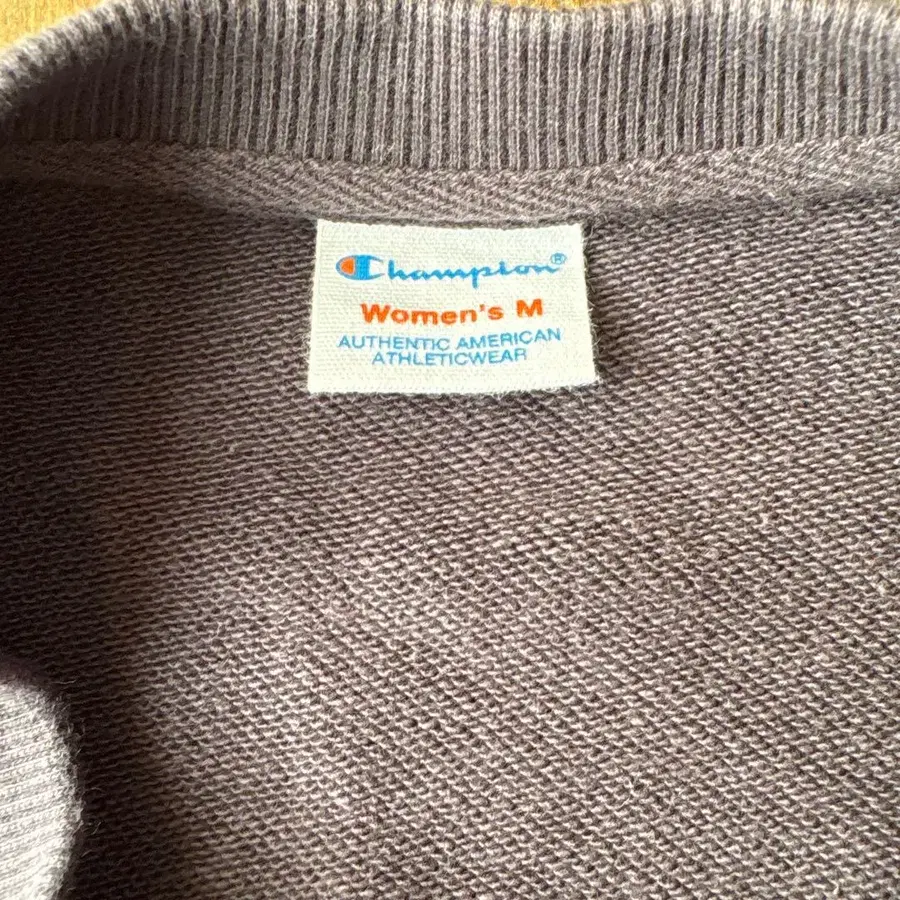 Champion®
Women's M
AUTHENTIC AMERICAN
ATHLETICWEAR